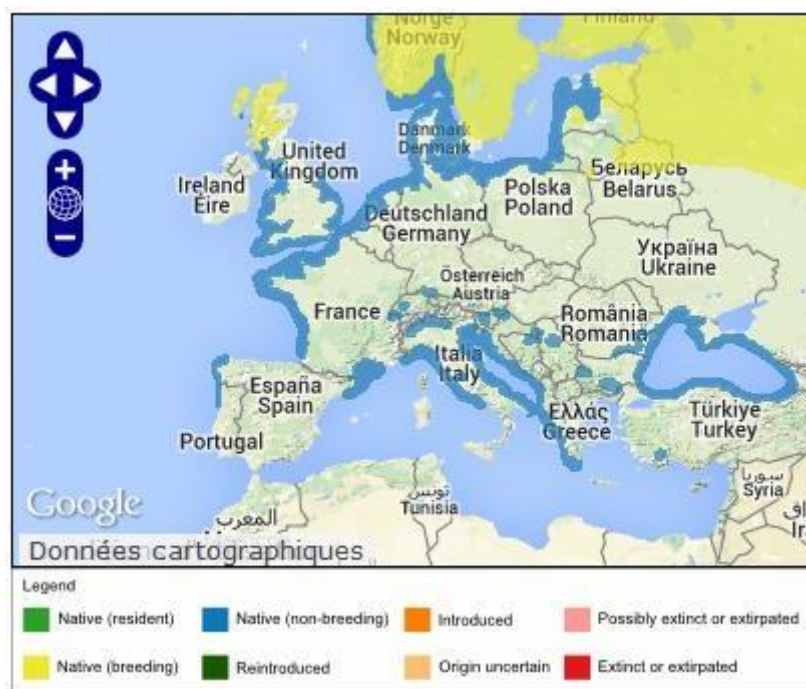 Norge
Norway
Finland
Danmark
Denmark
United
Kingdom
Ireland
Éire
Беларусь
Belarus
Polska
Poland
Deutschland
Germany
Україна
Ukraine
Österreich
Austria
France
România
Romania
Italia
Italy
España
Spain
Portugal
Ελλάς
Greece
Türkiye
Turkey
سوريا
Syria
تونس
Tunisia
المغرب
Google
Données cartographiques
Legend
Native (resident)
Native (non-breeding)
Introduced
Possibly extinct or extirpated
Native (breeding)
Reintroduced
Origin uncertain
Extinct or extirpated